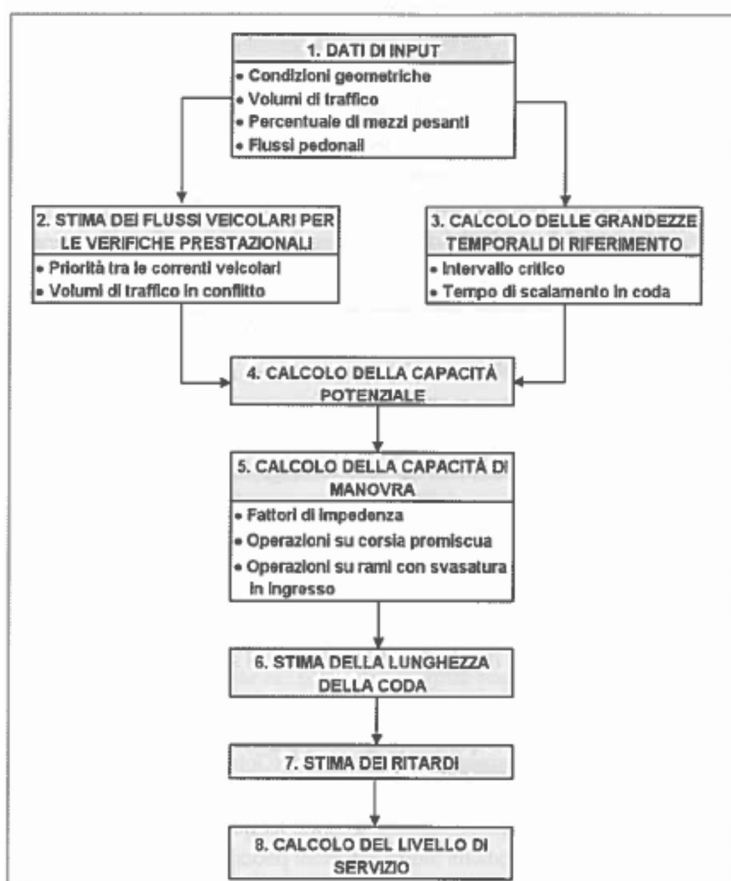 1. DATI DI INPUT
• Condizioni geometriche
• Volumi di traffico
• Percentuale di mezzi pesanti
• Flussi pedonali
2. STIMA DEI FLUSSI VEICOLARI PER
LE VERIFICHE PRESTAZIONALI
• Priorità tra le correnti veicolari
• Volumi di traffico in conflitto
3. CALCOLO DELLE GRANDEZZE
TEMPORALI DI RIFERIMENTO
• Intervallo critico
• Tempo di scalamento in coda
4. CALCOLO DELLA CAPACITÀ
POTENZIALE
5. CALCOLO DELLA CAPACITÀ DI
MANOVRA
• Fattori di impedenza
• Operazioni su corsia promiscua
• Operazioni su rami con svasatura
in ingresso
6. STIMA DELLA LUNGHEZZA
DELLA CODA
7. STIMA DEI RITARDI
8. CALCOLO DEL LIVELLO DI
SERVIZIO